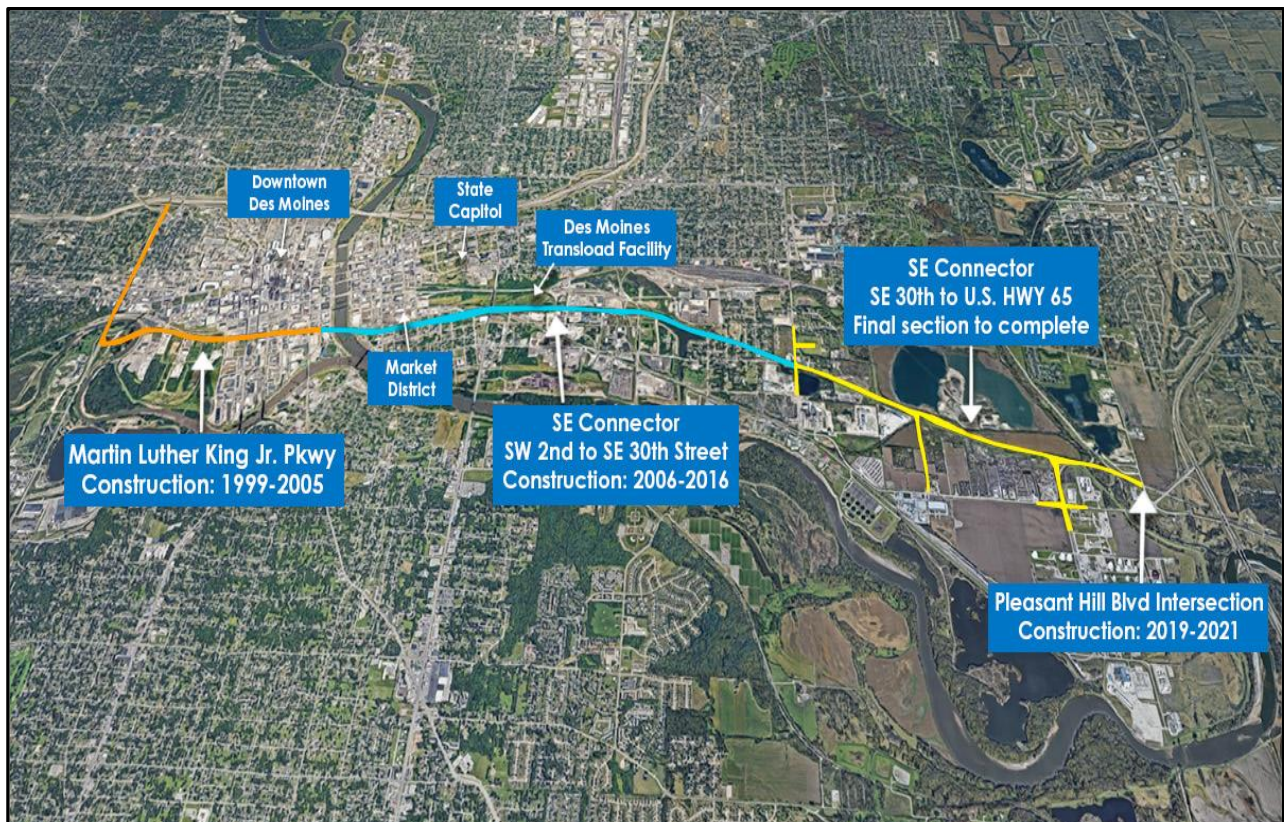 Downtown
Des Moines
State
Capitol
Des Moines
Transload Facility
SE Connector
SE 30th to U.S. HWY 65
Final section to complete
Market
District
Martin Luther King Jr. Pkwy
Construction: 1999-2005
SE Connector
SW 2nd to SE 30th Street
Construction: 2006-2016
Pleasant Hill Blvd Intersection
Construction: 2019-2021